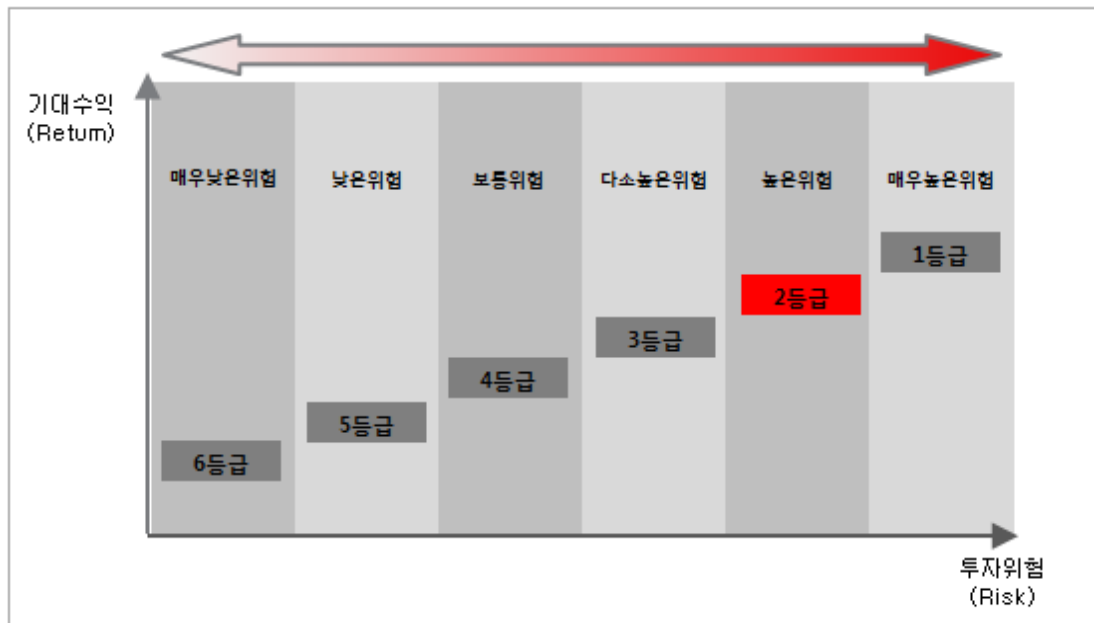 기대수익
(Retum)
매우낮은위험
낮은위험
보통위험
다소높은위험
높은위험
매우높은위험
1등급
2등급
3등급
4등급
5등급
6등급
투자위험
(Risk)